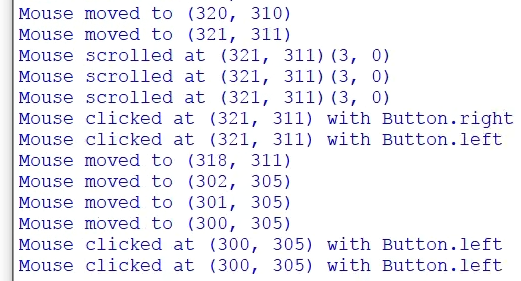 Mouse moved to (320, 310)
Mouse moved to (321, 311)
Mouse scrolled at (321, 311)(3, 0)
Mouse scrolled at (321, 311)(3, 0)
Mouse scrolled at (321, 311)(3, 0)
Mouse clicked at (321, 311) with Button.right
Mouse clicked at (321, 311) with Button.left
Mouse moved to (318, 311)
Mouse moved to (302, 305)
Mouse moved to (301, 305)
Mouse moved to (300, 305)
Mouse clicked at (300, 305) with Button.left
Mouse clicked at (300, 305) with Button.left